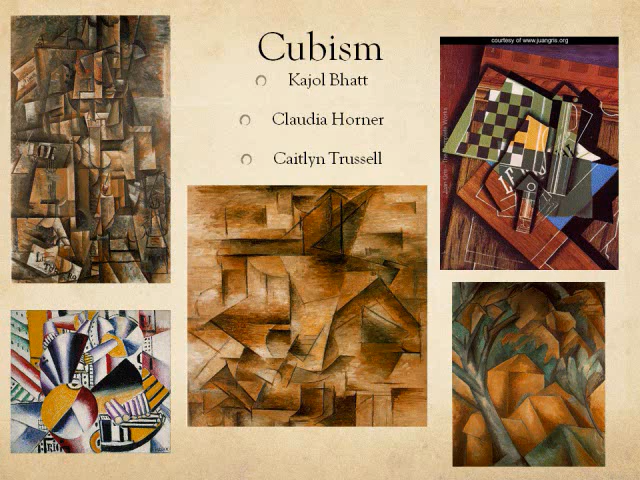 Cubism
Kajol Bhatt
Claudia Horner
Caitlyn Trussell
courtesy of www.juangris.org